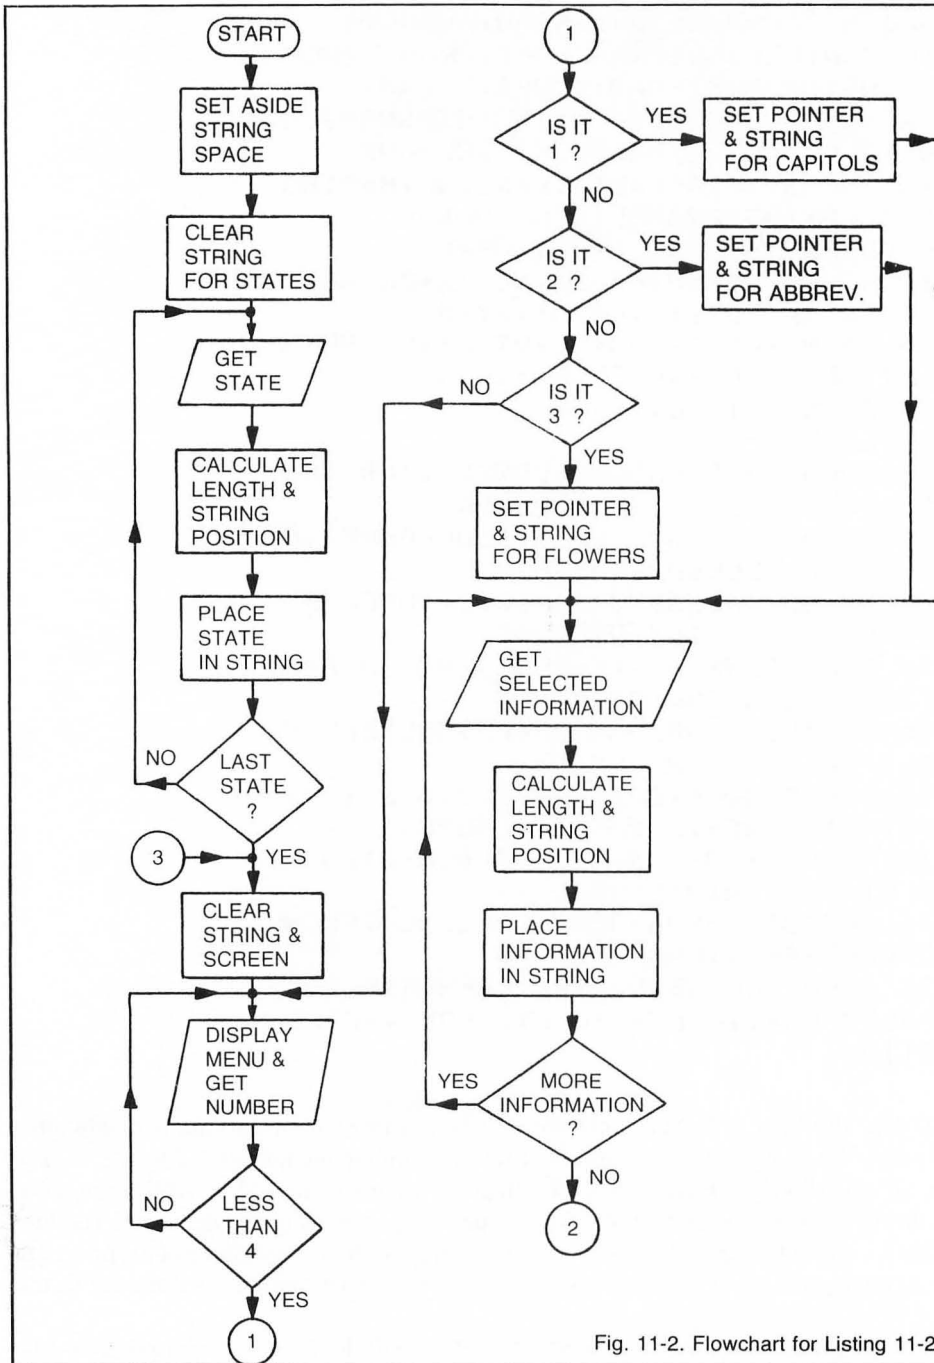 START
SET ASIDE
STRING
SPACE
CLEAR
STRING
FOR STATES
GET
STATE
CALCULATE
LENGTH &
STRING
POSITION
PLACE
STATE
IN STRING
NO
LAST
STATE
?
3
YES
CLEAR
STRING &
SCREEN
DISPLAY
MENU &
GET
NUMBER
NO
LESS
THAN
4
YES
1
1
IS IT
1 ?
YES
SET POINTER
& STRING
FOR CAPITOLS
NO
IS IT
2 ?
YES
SET POINTER
& STRING
FOR ABBREV.
NO
IS IT
3 ?
NO
YES
SET POINTER
& STRING
FOR FLOWERS
GET
SELECTED
INFORMATION
CALCULATE
LENGTH &
STRING
POSITION
PLACE
INFORMATION
IN STRING
YES
MORE
INFORMATION
?
NO
2
Fig. 11-2. Flowchart for Listing 11-2